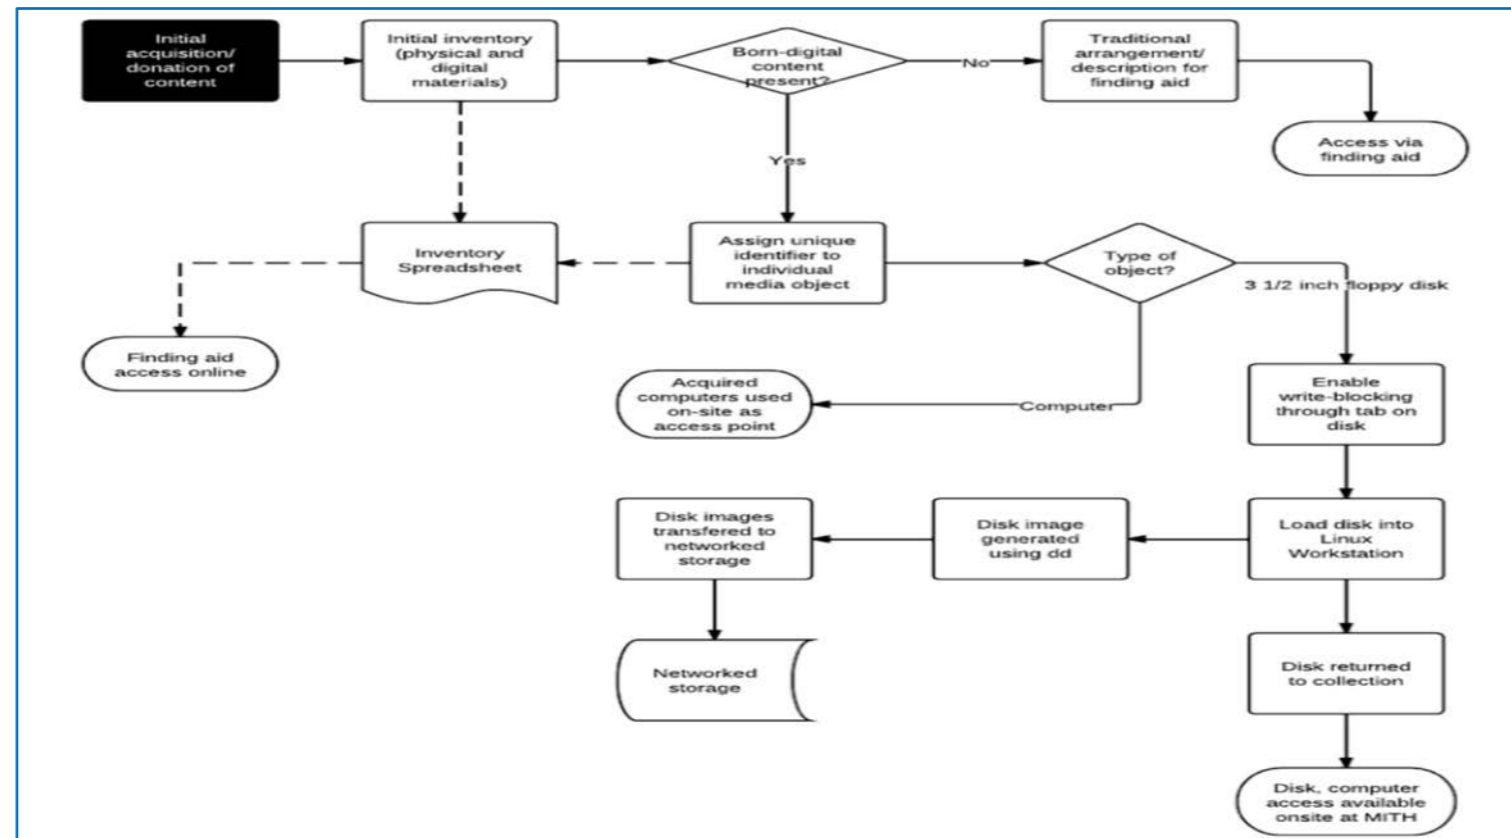 Initial
acquisition/
donation of
content
Initial inventory
(physical and
digital
materials)
Born-digital
content
present?
No
Traditional
arrangement/
description for
finding aid
Access via
finding aid
Yes
Inventory
Spreadsheet
Assign unique
identifier to
individual
media object
Type of
object?
3 1/2 inch floppy disk
Finding aid
access online
Acquired
computers used
on-site as
access point
Computer
Enable
write-blocking
through tab on
disk
Disk images
transfered to
networked
storage
Disk image
generated
using dd
Load disk into
Linux
Workstation
Networked
storage
Disk returned
to collection
Disk, computer
access available
onsite at MITH